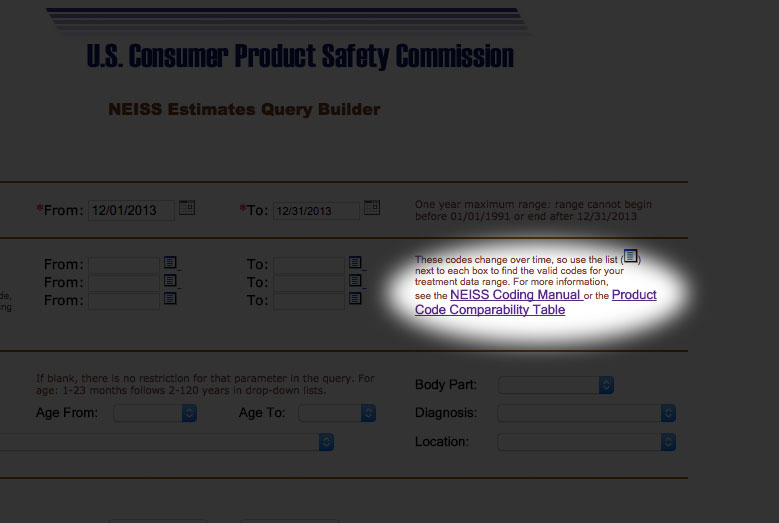 U.S. Consumer Product Safety Commission
NEISS Estimates Query Builder
*From: 12/01/2013 *To: 12/31/2013 One year maximum range; range cannot begin
before 01/01/1991 or end after 12/31/2013
From: To: These codes change over time, so use the list ( )
From: To: next to each box to find the valid codes for your
treatment data range. For more information,
de, From: To: see the NEISS Coding Manual or the Product
ng Code Comparability Table
If blank, there is no restriction for that parameter in the query. For
age: 1-23 months follows 2-120 years in drop-down lists.
Body Part:
Age From: Age To: Diagnosis:
Location: